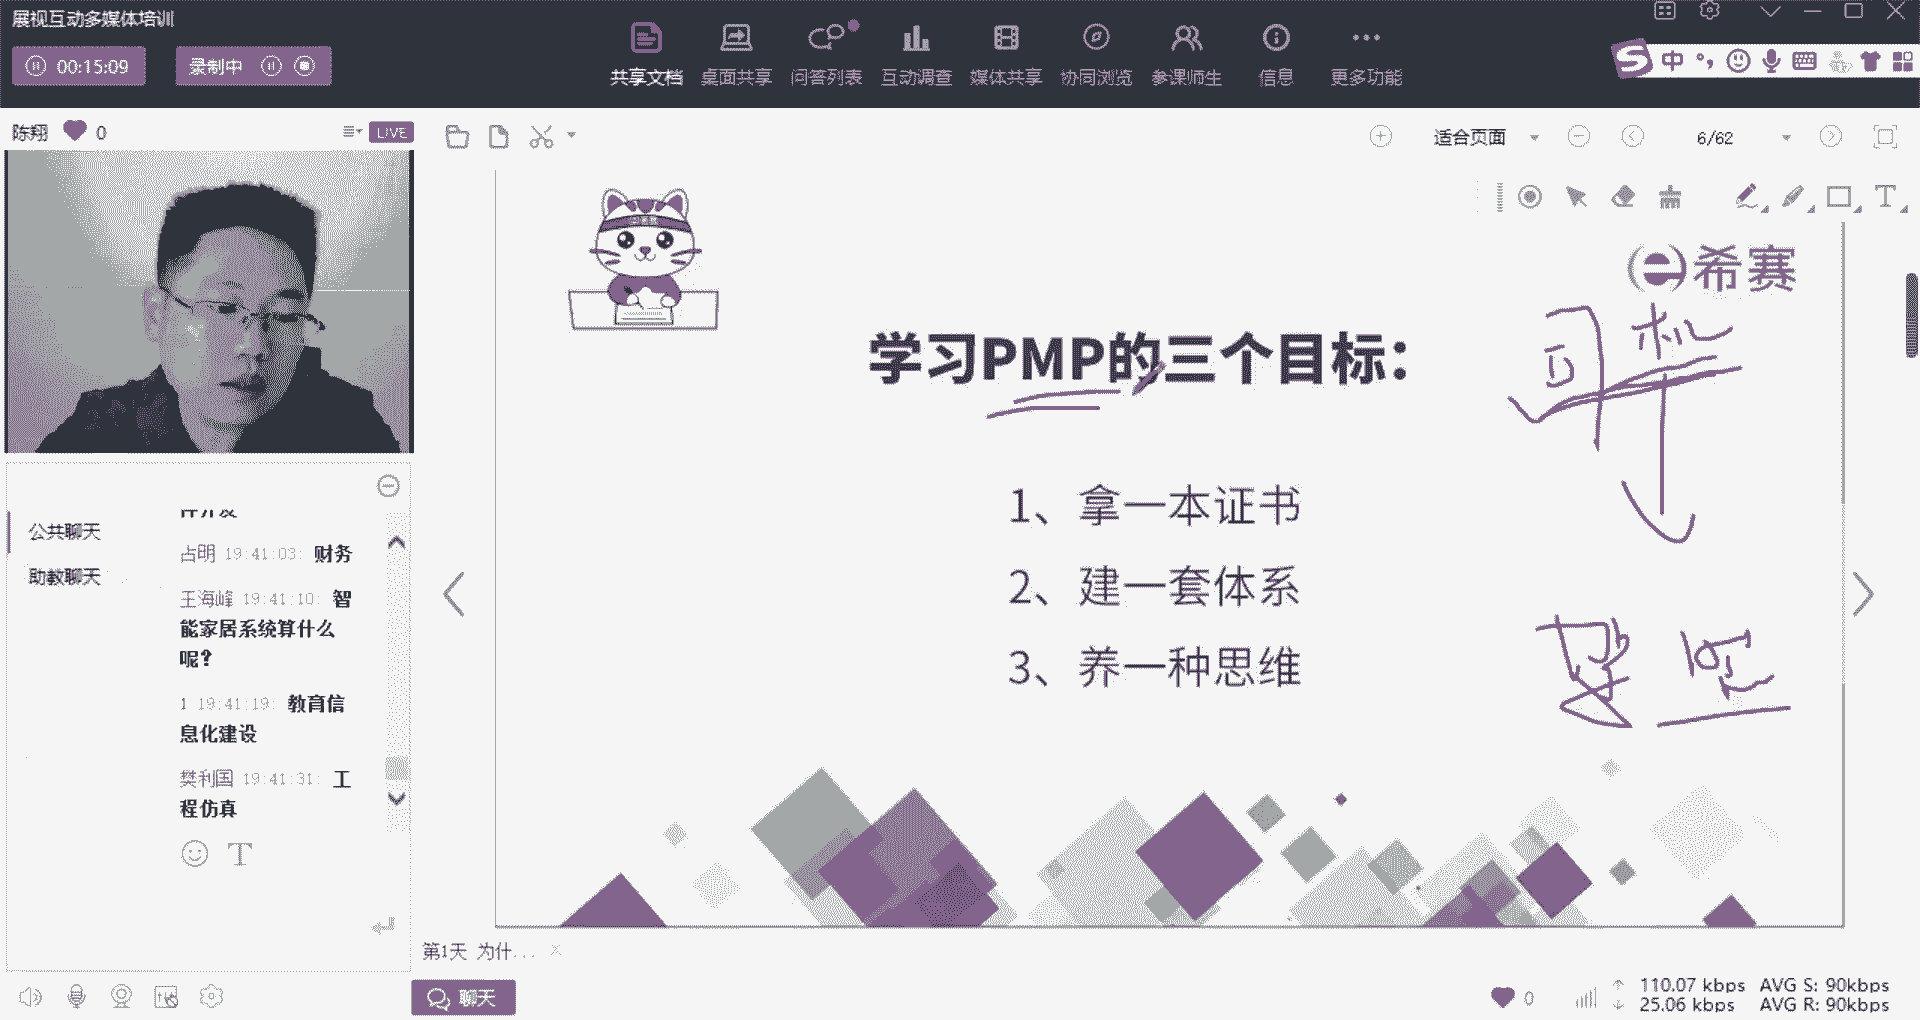 展视互动多媒体培训
00:15:09 录制中
共享文档 桌面共享 问答列表 互动调查 媒体共享 协同浏览 参课师生 信息 更多功能
中
陈翔 0 LIVE
适合页面 6/62
T
希赛
学习PMP的三个目标：
司机
1、拿一本证书
2、建一套体系
3、养一种思维
公共聊天
助教聊天
占明 19:41:03: 财务
王海峰 19:41:10: 智
能家居系统算什么
呢？
1 19:41:19: 教育信
息化建设
樊利国 19:41:31: 工
程仿真
T
第1天 为什...
聊天
0
110.07 kbps AVG S: 90kbps
25.06 kbps AVG R: 90kbps